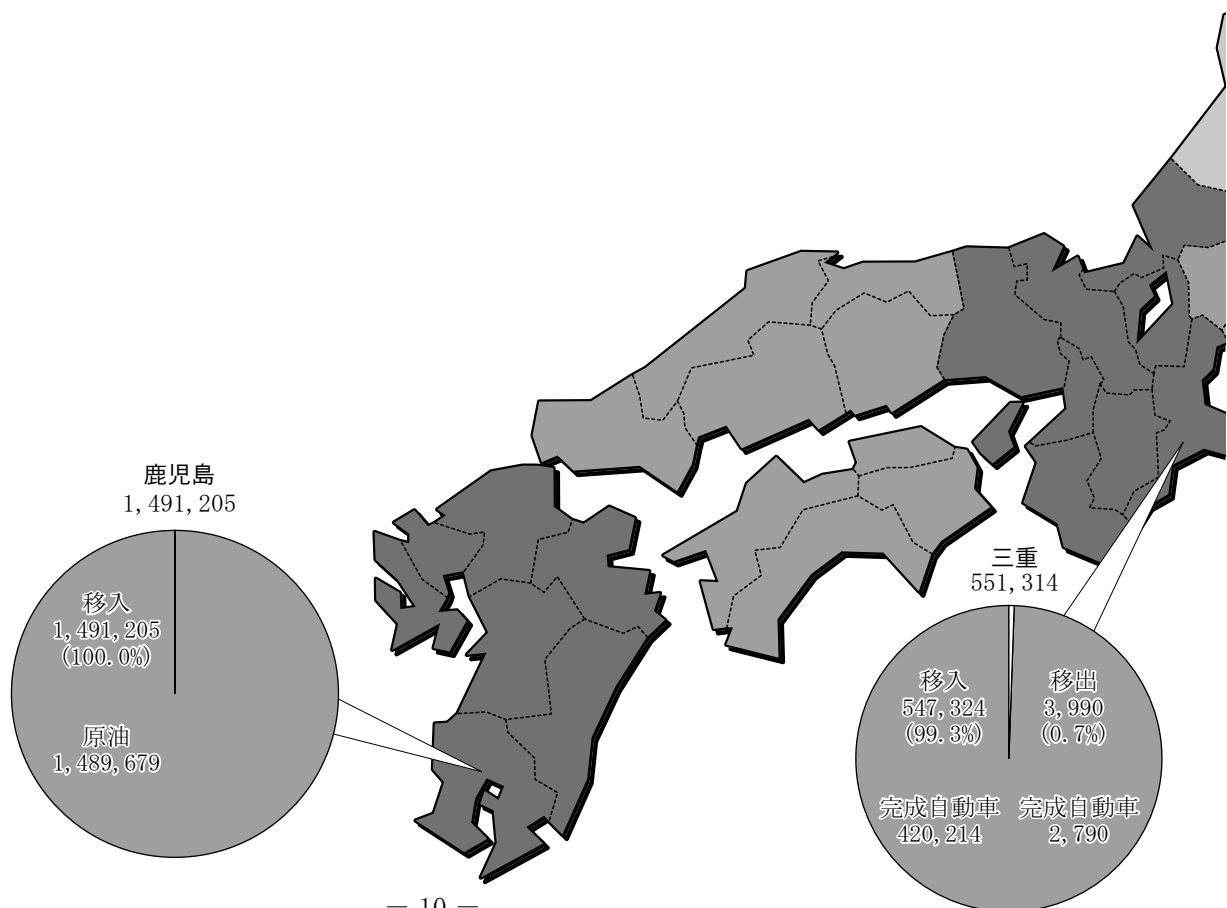 鹿児島
1,491,205
移入
1,491,205
(100.0%)
原油
1,489,679
三重
551,314
移入
547,324
(99.3%)
移出
3,990
(0.7%)
完成自動車
420,214
完成自動車
2,790
― 10 ―